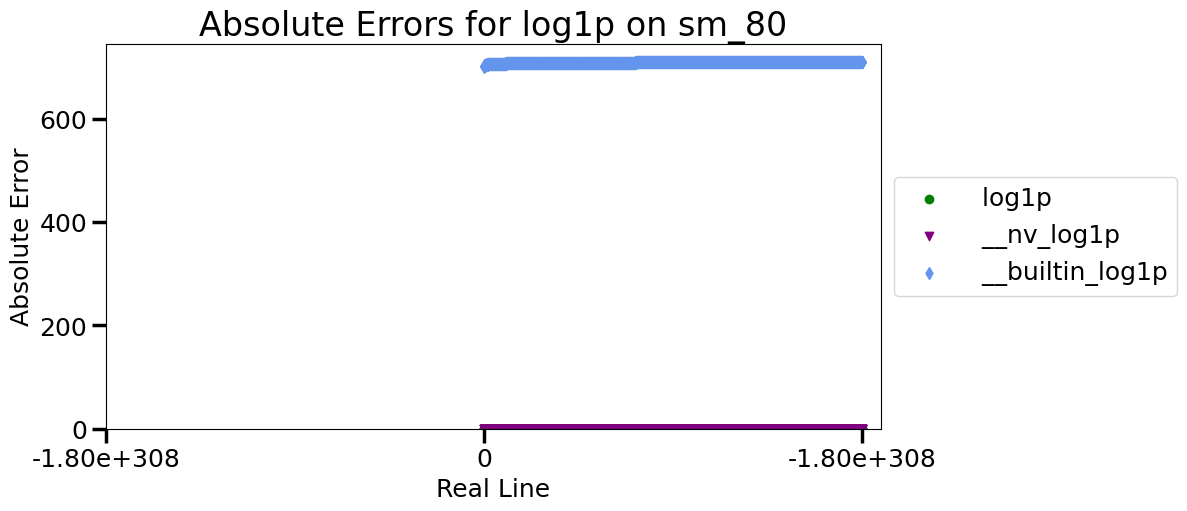 Absolute Errors for log1p on sm_80
Absolute Error
600
400
200
0
-1.80e+308
0
-1.80e+308
Real Line
log1p
__nv_log1p
__builtin_log1p